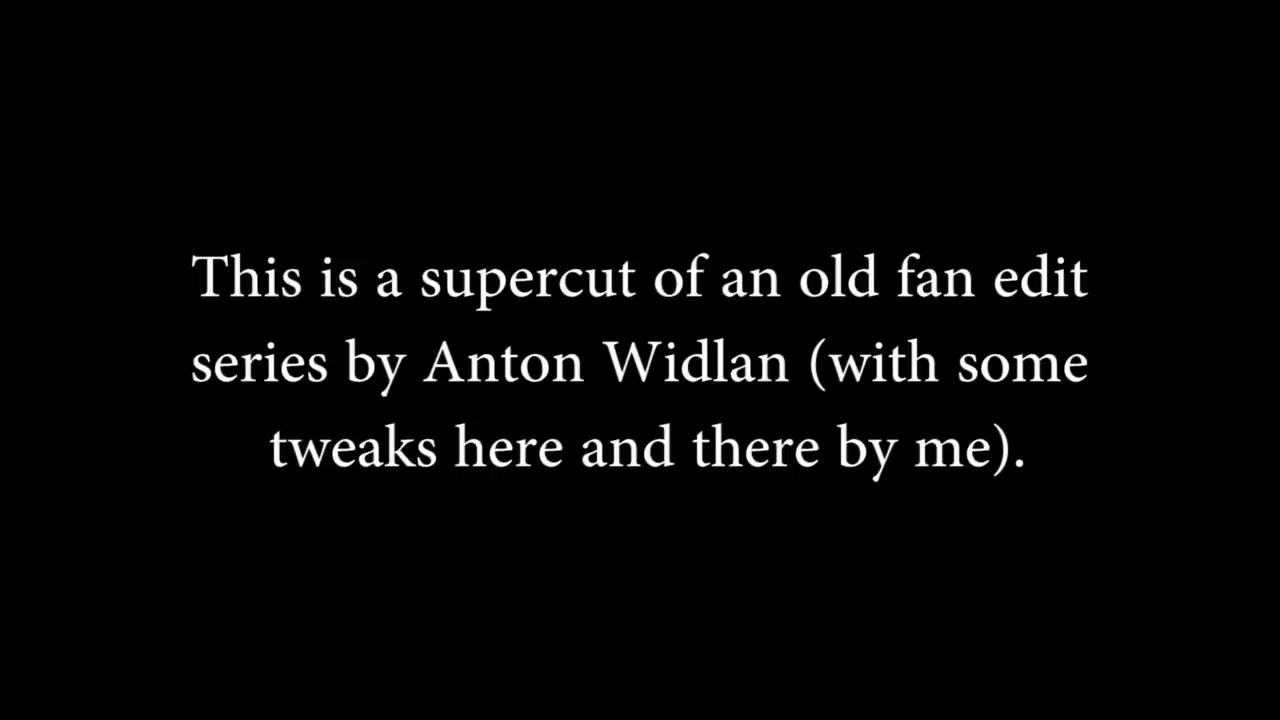 This is a supercut of an old fan edit
series by Anton Widlan (with some
tweaks here and there by me).